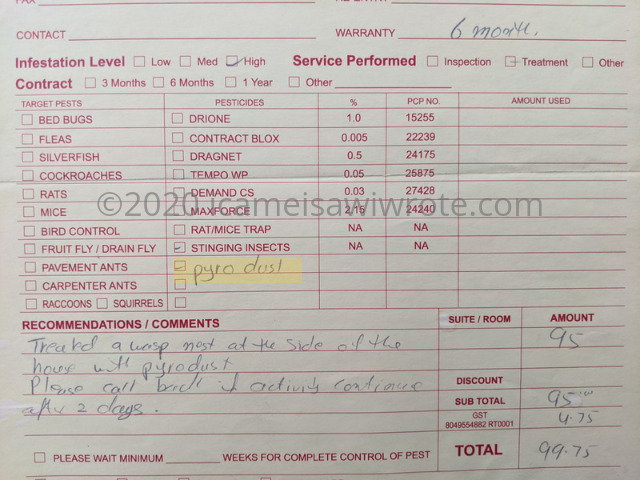 FAX
CONTACT WARRANTY 6 month.
Infestation Level Low Med High Service Performed Inspection Treatment Other
Contract 3 Months 6 Months 1 Year Other
TARGET PESTS PESTICIDES % PCP NO. AMOUNT USED
BED BUGS DRIONE 1.0 15255
FLEAS CONTRACT BLOX 0.005 22239
SILVERFISH DRAGNET 0.5 24175
COCKROACHES TEMPO WP 0.05 25875
RATS DEMAND CS 0.03 27428
©2020 icameisawiwrote.com
MICE MAXFORCE 2.15 24240
BIRD CONTROL RAT/MICE TRAP NA NA
FRUIT FLY / DRAIN FLY STINGING INSECTS NA NA
PAVEMENT ANTS pyro dust
CARPENTER ANTS
RACCOONS SQUIRRELS
RECOMMENDATIONS / COMMENTS SUITE / ROOM AMOUNT
Treated a wasp nest at the side of the 95
house with pyrodust
Please call back if activity continues DISCOUNT
after 2 days. SUB TOTAL 95.00
GST 4.75
8049554882 RT0001
PLEASE WAIT MINIMUM WEEKS FOR COMPLETE CONTROL OF PEST TOTAL 99.75